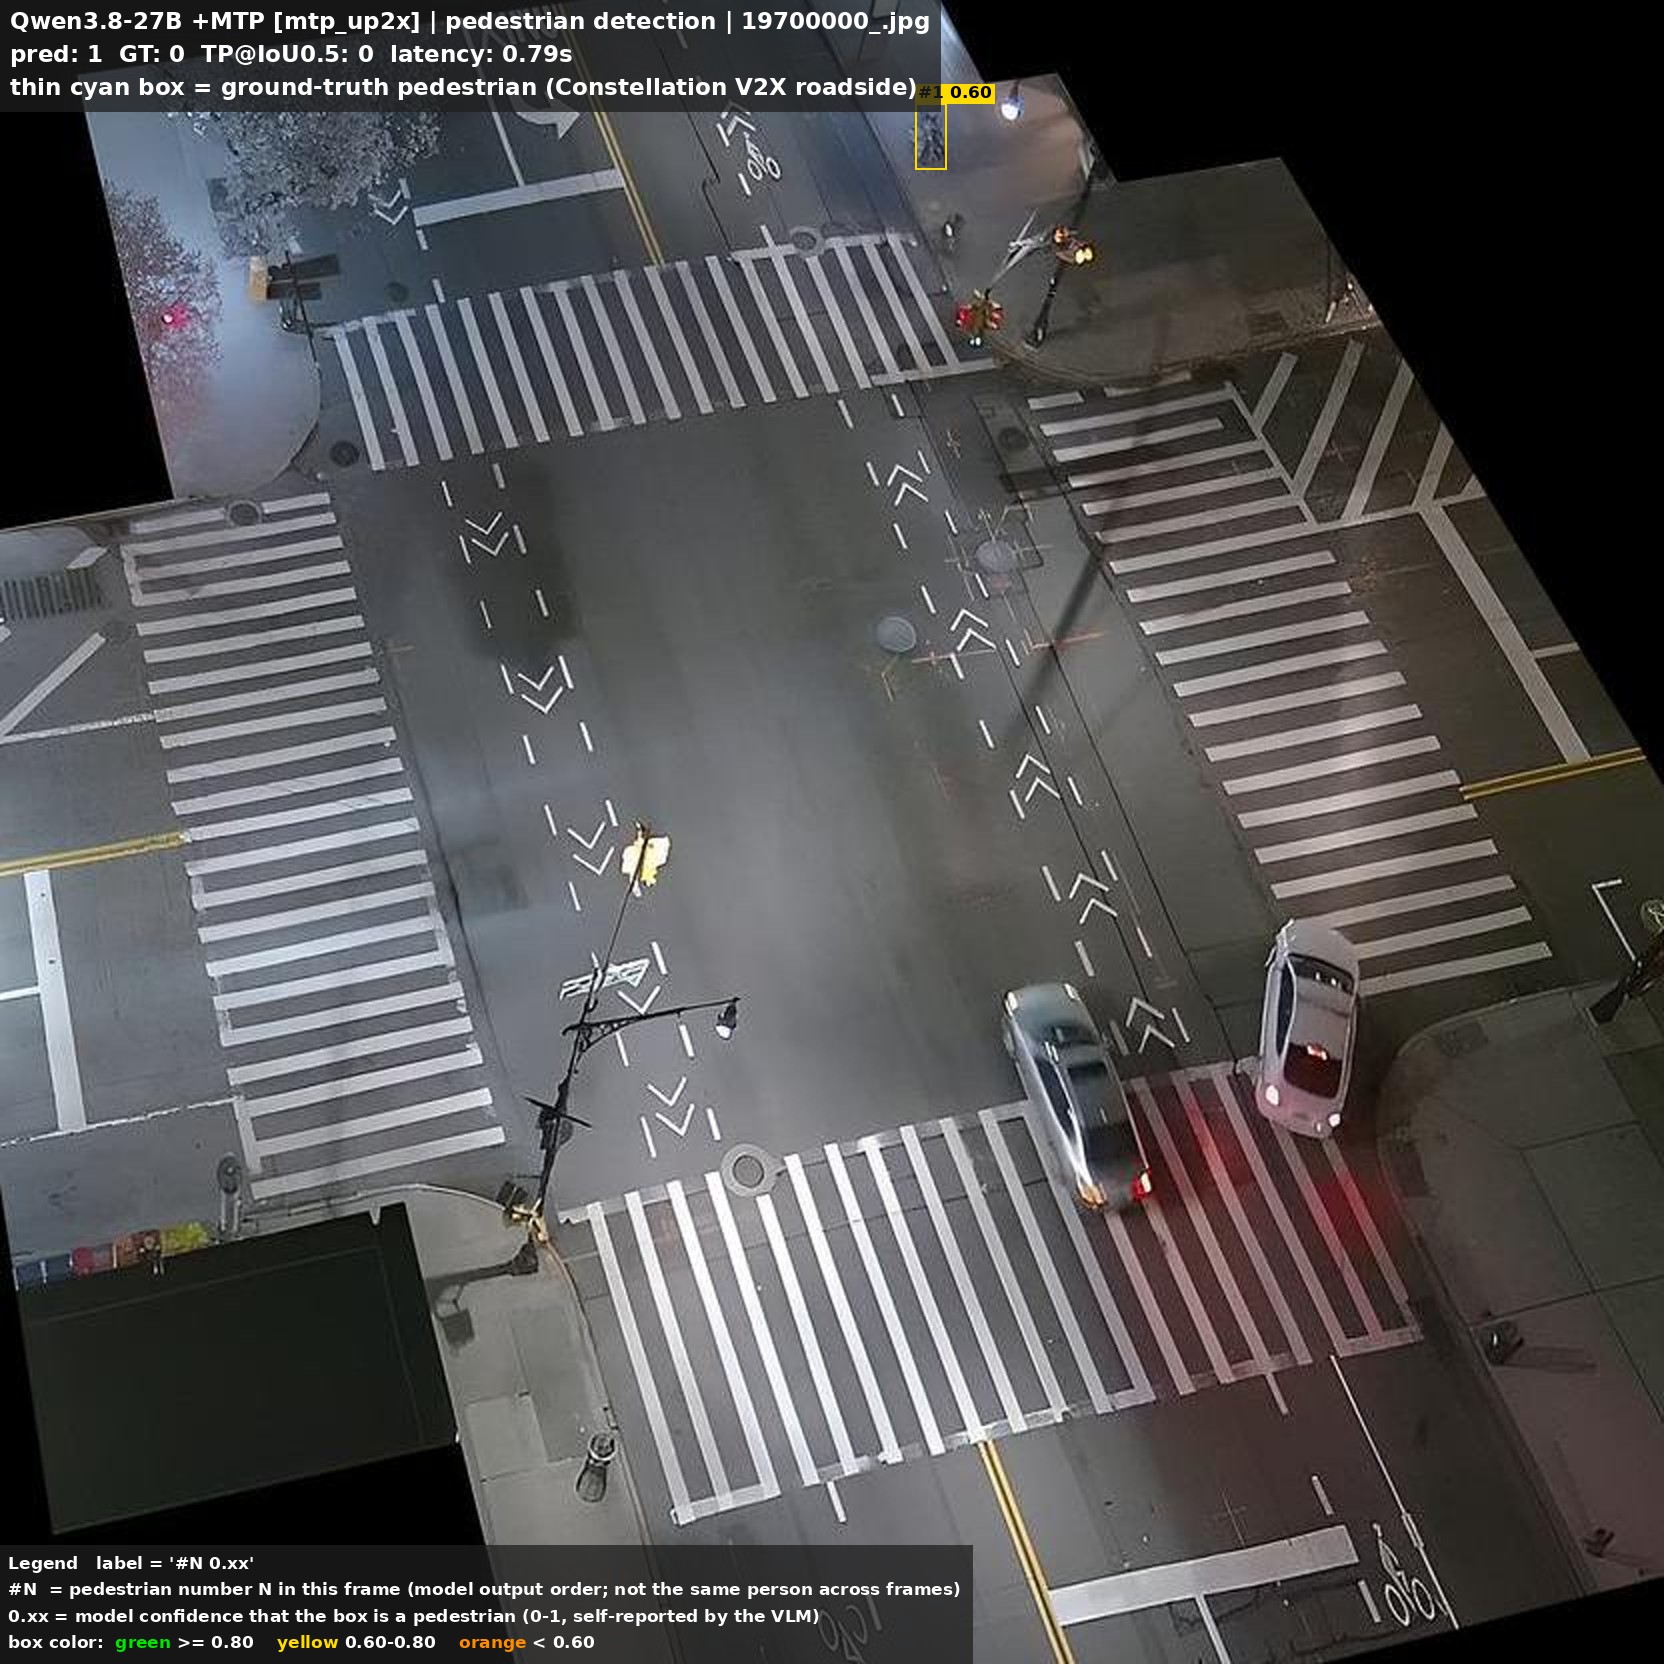 Qwen3.8-27B +MTP [mtp_up2x] | pedestrian detection | 19700000_.jpg
pred: 1  GT: 0  TP@IoU0.5: 0  latency: 0.79s
thin cyan box = ground-truth pedestrian (Constellation V2X roadside)
#1 0.60
Legend   label = '#N 0.xx'
#N  = pedestrian number N in this frame (model output order; not the same person across frames)
0.xx = model confidence that the box is a pedestrian (0-1, self-reported by the VLM)
box color:  green >= 0.80    yellow 0.60-0.80    orange < 0.60